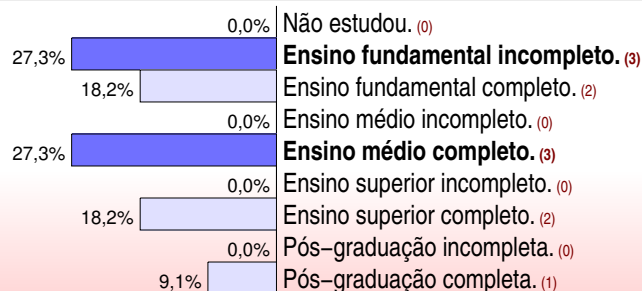 0,0% Não estudou. (0)
27,3% Ensino fundamental incompleto. (3)
18,2% Ensino fundamental completo. (2)
0,0% Ensino médio incompleto. (0)
27,3% Ensino médio completo. (3)
0,0% Ensino superior incompleto. (0)
18,2% Ensino superior completo. (2)
0,0% Pós−graduação incompleta. (0)
9,1% Pós−graduação completa. (1)